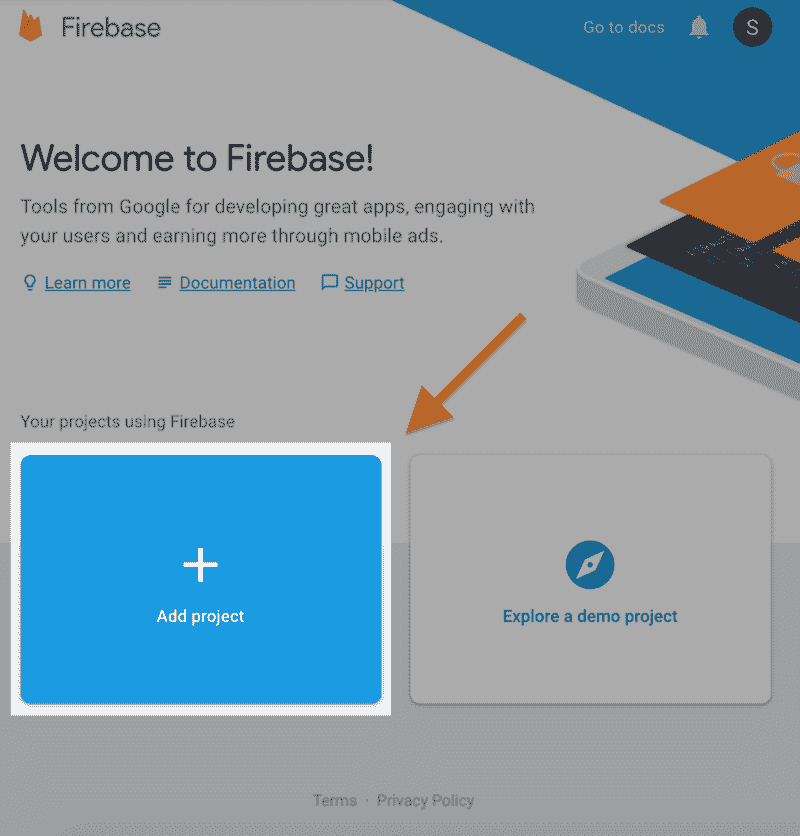 Firebase
Go to docs
S
Welcome to Firebase!
Tools from Google for developing great apps, engaging with
your users and earning more through mobile ads.
Learn more
Documentation
Support
Your projects using Firebase
Add project
Explore a demo project
Terms · Privacy Policy